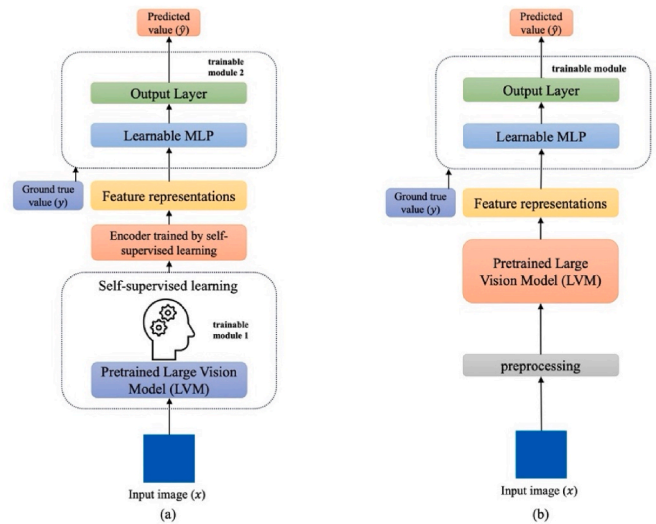 Predicted
value (ŷ)
trainable
module 2
Output Layer
Learnable MLP
Ground true
value (y)
Feature representations
Encoder trained by self-
supervised learning
Self-supervised learning
trainable
module 1
Pretrained Large Vision
Model (LVM)
Input image (x)
(a)
Predicted
value (ŷ)
trainable module
Output Layer
Learnable MLP
Ground true
value (y)
Feature representations
Pretrained Large
Vision Model (LVM)
preprocessing
Input image (x)
(b)